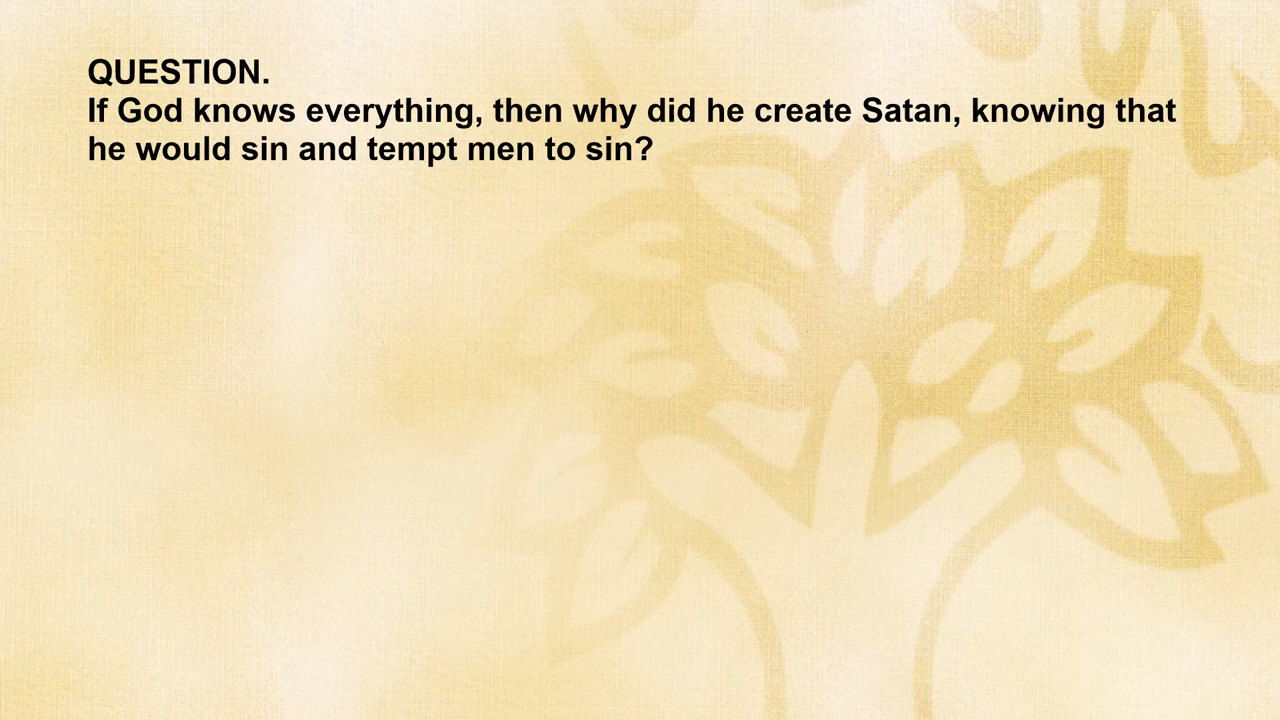 QUESTION.
If God knows everything, then why did he create Satan, knowing that
he would sin and tempt men to sin?